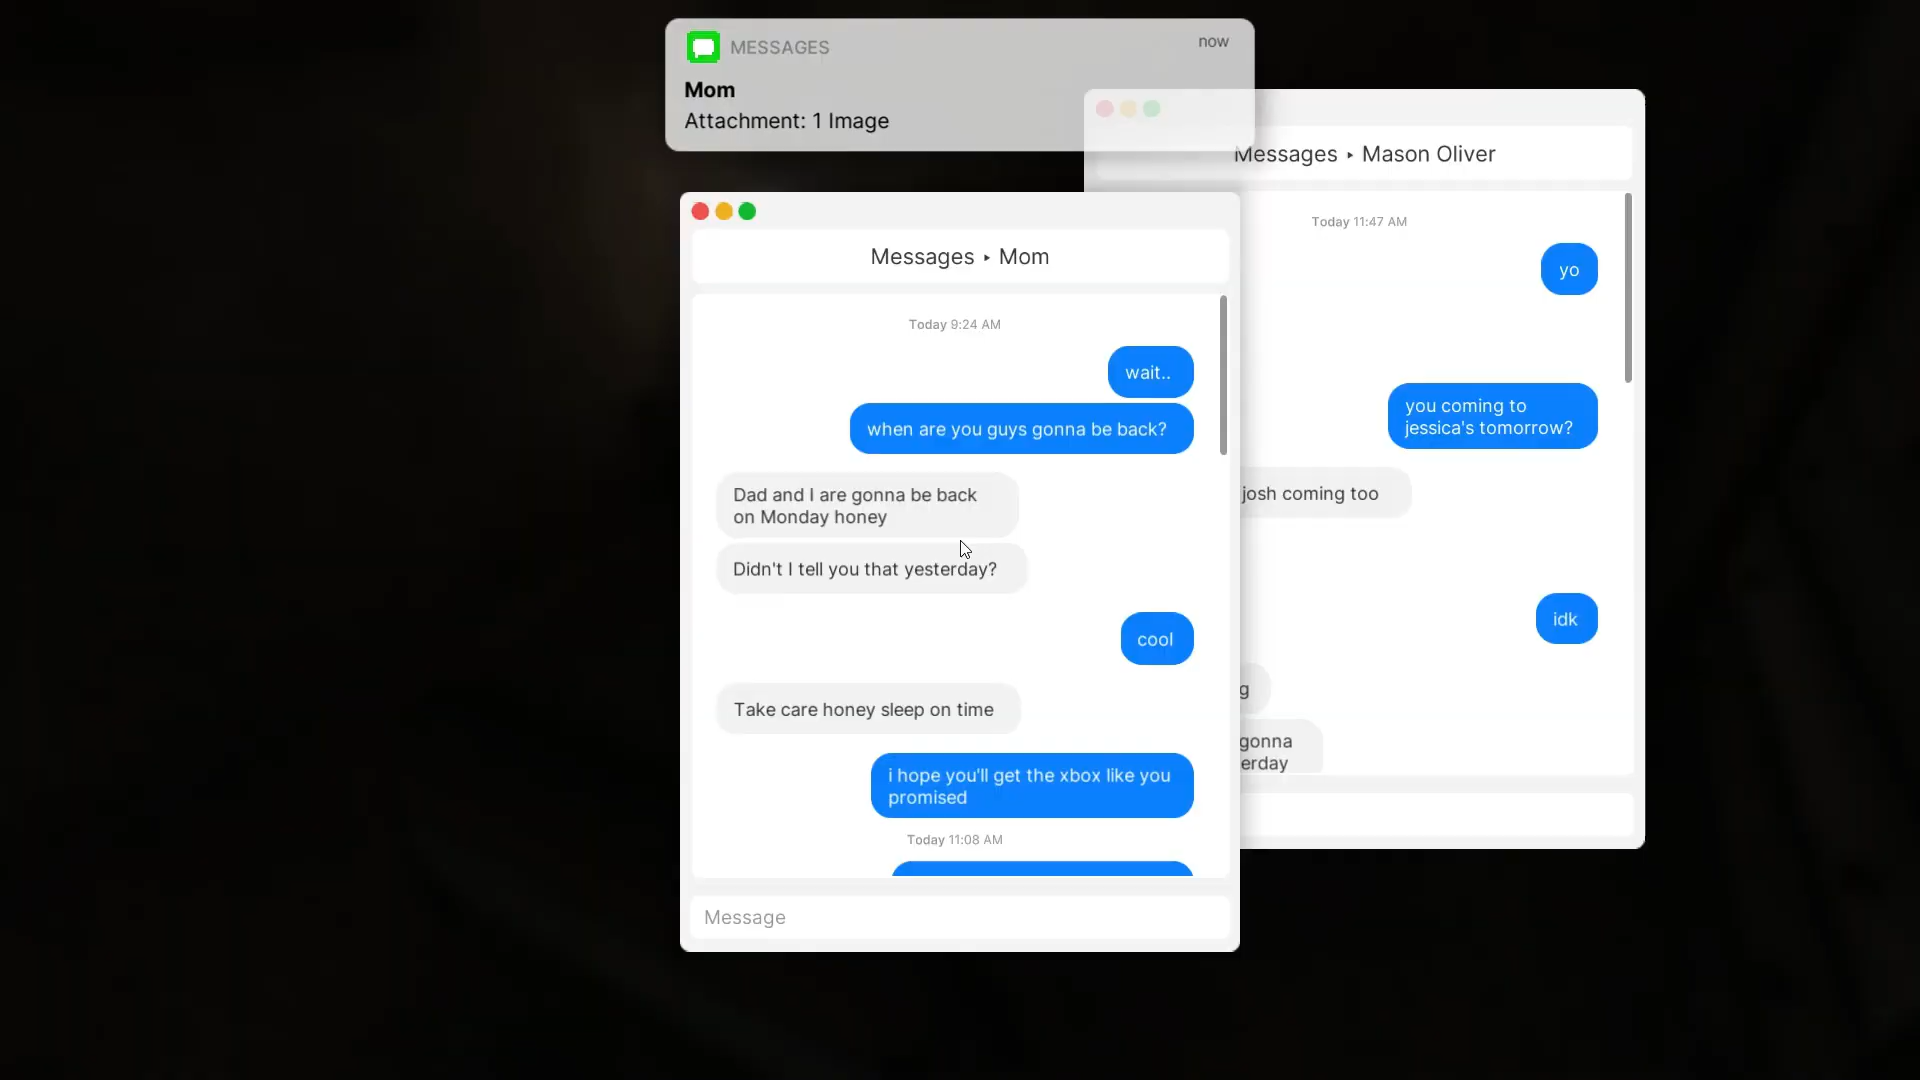 MESSAGES
now
Mom
Attachment: 1 Image
Messages ‣ Mom
Today 9:24 AM
wait..
when are you guys gonna be back?
Dad and I are gonna be back
on Monday honey
Didn't I tell you that yesterday?
cool
Take care honey sleep on time
i hope you'll get the xbox like you
promised
Today 11:08 AM
Message
Messages ‣ Mason Oliver
Today 11:47 AM
yo
you coming to
jessica's tomorrow?
josh coming too
idk
g
gonna
erday